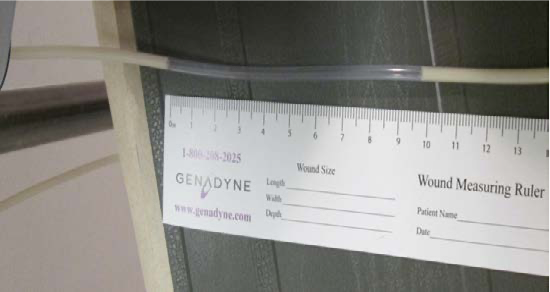 0cm 1 2 3 4 5 6 7 8 9 10 11 12 13
1-800-208-2025
GENADYNE
www.genadyne.com
Wound Size
Length
Width
Depth
Wound Measuring Ruler
Patient Name
Date